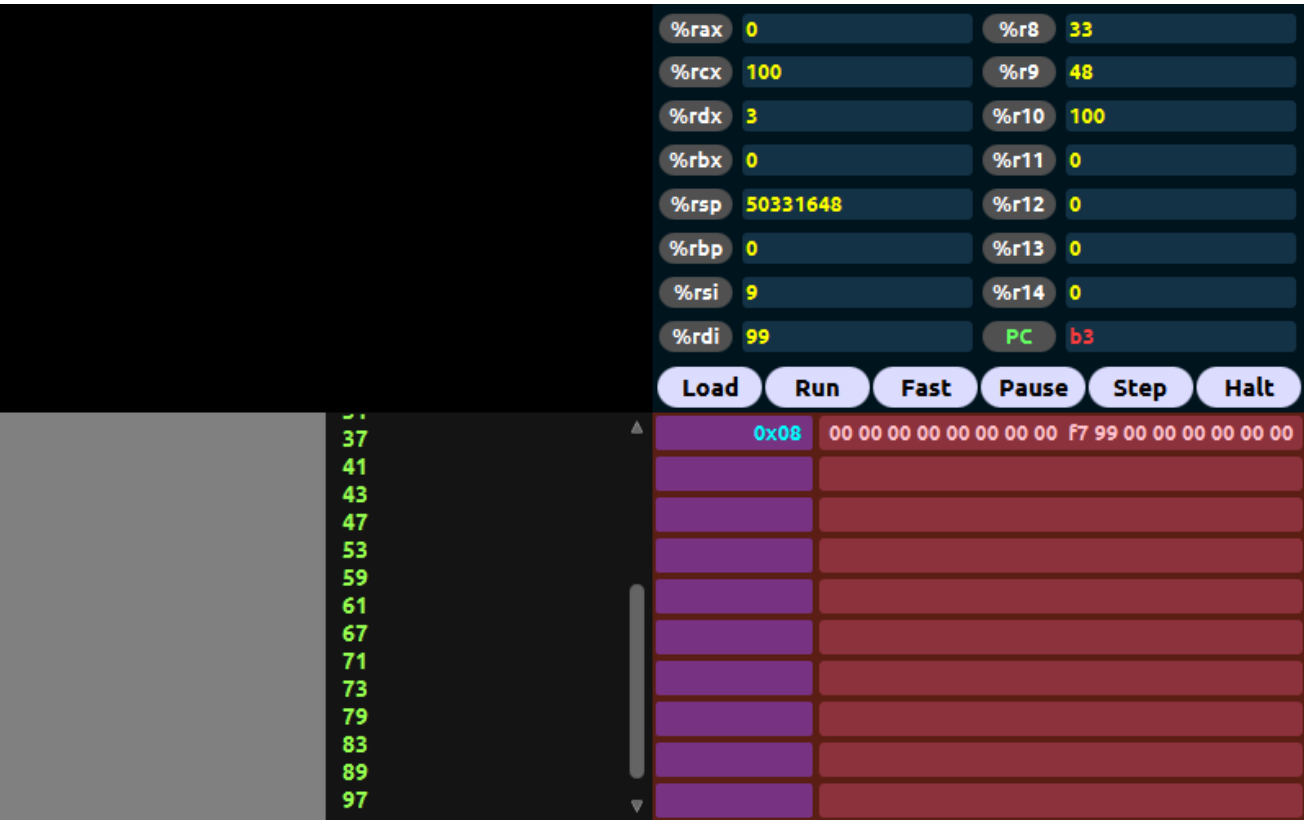 %rax 0 %r8 33
%rcx 100 %r9 48
%rdx 3 %r10 100
%rbx 0 %r11 0
%rsp 50331648 %r12 0
%rbp 0 %r13 0
%rsi 9 %r14 0
%rdi 99 PC b3
Load Run Fast Pause Step Halt
37
41
43
47
53
59
61
67
71
73
79
83
89
97
0x08 00 00 00 00 00 00 00 00 f7 99 00 00 00 00 00 00